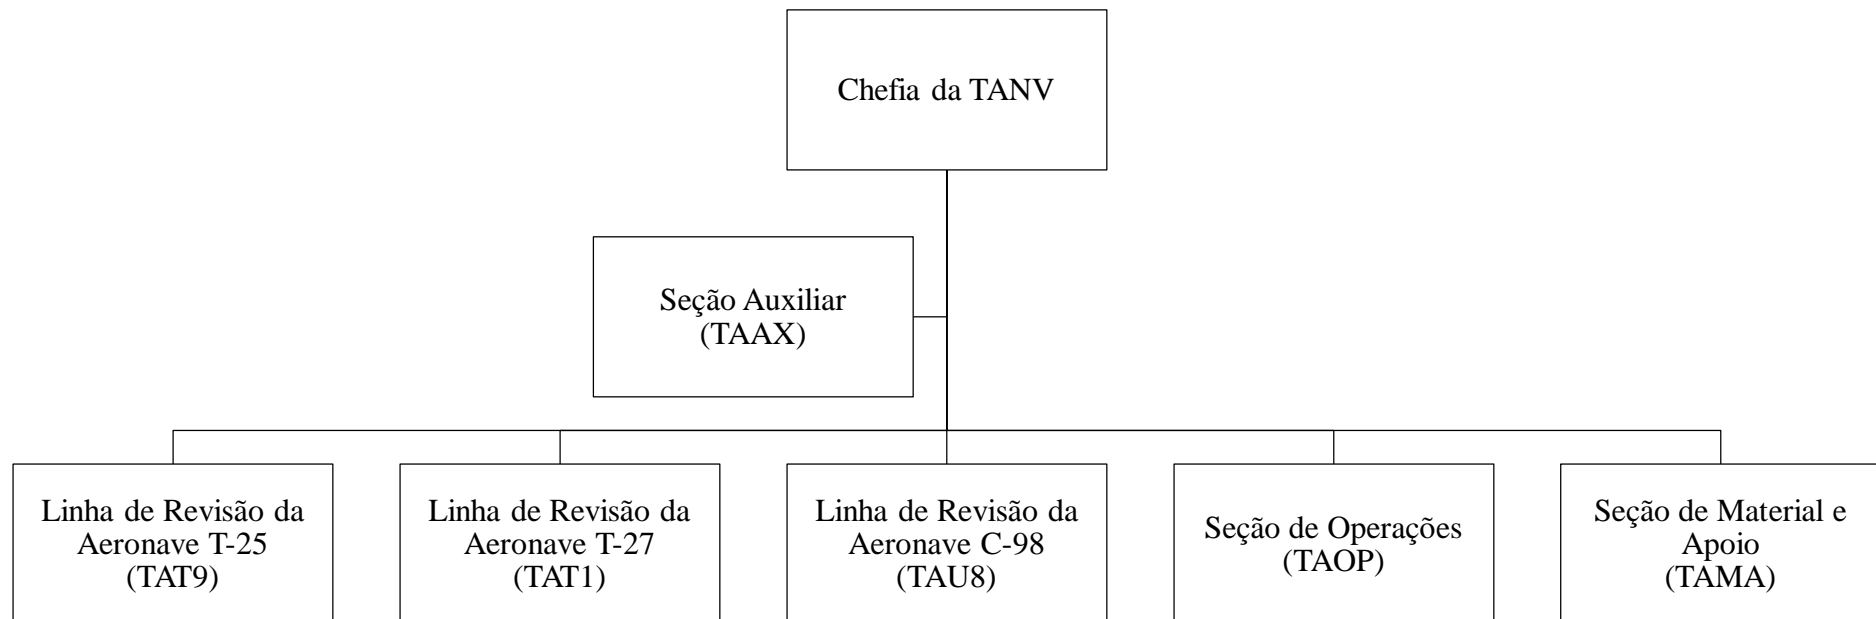 Chefia da TANV
Seção Auxiliar
(TAAX)
Linha de Revisão da
Aeronave T-25
(TAT9)
Linha de Revisão da
Aeronave T-27
(TAT1)
Linha de Revisão da
Aeronave C-98
(TAU8)
Seção de Operações
(TAOP)
Seção de Material e
Apoio
(TAMA)